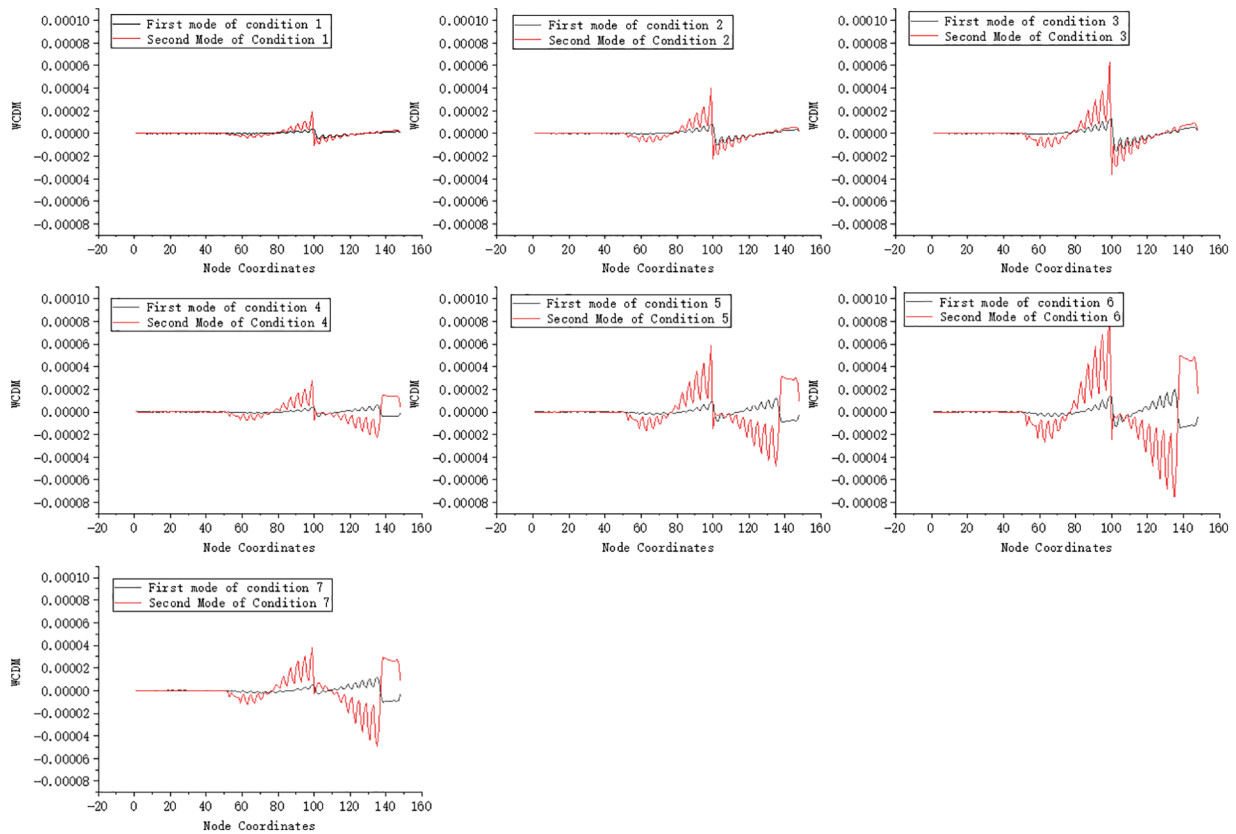 First mode of condition 1
Second Mode of Condition 1
0.00010
0.00008
0.00006
0.00004
0.00002
0.00000
-0.00002
-0.00004
-0.00006
-0.00008
WCDM
-20 0 20 40 60 80 100 120 140 160
Node Coordinates
First mode of condition 2
Second Mode of Condition 2
0.00010
0.00008
0.00006
0.00004
0.00002
0.00000
-0.00002
-0.00004
-0.00006
-0.00008
WCDM
-20 0 20 40 60 80 100 120 140 160
Node Coordinates
First mode of condition 3
Second Mode of Condition 3
0.00010
0.00008
0.00006
0.00004
0.00002
0.00000
-0.00002
-0.00004
-0.00006
-0.00008
WCDM
-20 0 20 40 60 80 100 120 140 160
Node Coordinates
First mode of condition 4
Second Mode of Condition 4
0.00010
0.00008
0.00006
0.00004
0.00002
0.00000
-0.00002
-0.00004
-0.00006
-0.00008
WCDM
-20 0 20 40 60 80 100 120 140 160
Node Coordinates
First mode of condition 5
Second Mode of Condition 5
0.00010
0.00008
0.00006
0.00004
0.00002
0.00000
-0.00002
-0.00004
-0.00006
-0.00008
WCDM
-20 0 20 40 60 80 100 120 140 160
Node Coordinates
First mode of condition 6
Second Mode of Condition 6
0.00010
0.00008
0.00006
0.00004
0.00002
0.00000
-0.00002
-0.00004
-0.00006
-0.00008
WCDM
-20 0 20 40 60 80 100 120 140 160
Node Coordinates
First mode of condition 7
Second Mode of Condition 7
0.00010
0.00008
0.00006
0.00004
0.00002
0.00000
-0.00002
-0.00004
-0.00006
-0.00008
WCDM
-20 0 20 40 60 80 100 120 140 160
Node Coordinates